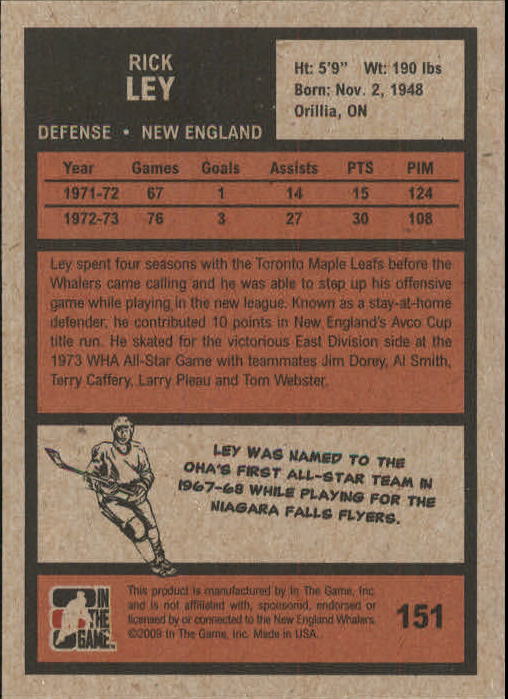 RICK
LEY
DEFENSE • NEW ENGLAND
Ht: 5'9" Wt: 190 lbs
Born: Nov. 2, 1948
Orillia, ON
Year Games Goals Assists PTS PIM
1971-72 67 1 14 15 124
1972-73 76 3 27 30 108
Ley spent four seasons with the Toronto Maple Leafs before the
Whalers came calling and he was able to step up his offensive
game while playing in the new league. Known as a stay-at-home
defender, he contributed 10 points in New England's Avco Cup
title run. He skated for the victorious East Division side at the
1973 WHA All-Star Game with teammates Jim Dorey, Al Smith,
Terry Caffery, Larry Pleau and Tom Webster.
LEY WAS NAMED TO THE
OHA'S FIRST ALL-STAR TEAM IN
1967-68 WHILE PLAYING FOR THE
NIAGARA FALLS FLYERS.
IN
THE
GAME
This product is manufactured by In The Game, Inc.
and is not affiliated with, sponsored, endorsed or
licensed by or connected to the New England Whalers.
©2009 In The Game, Inc. Made in USA.
151